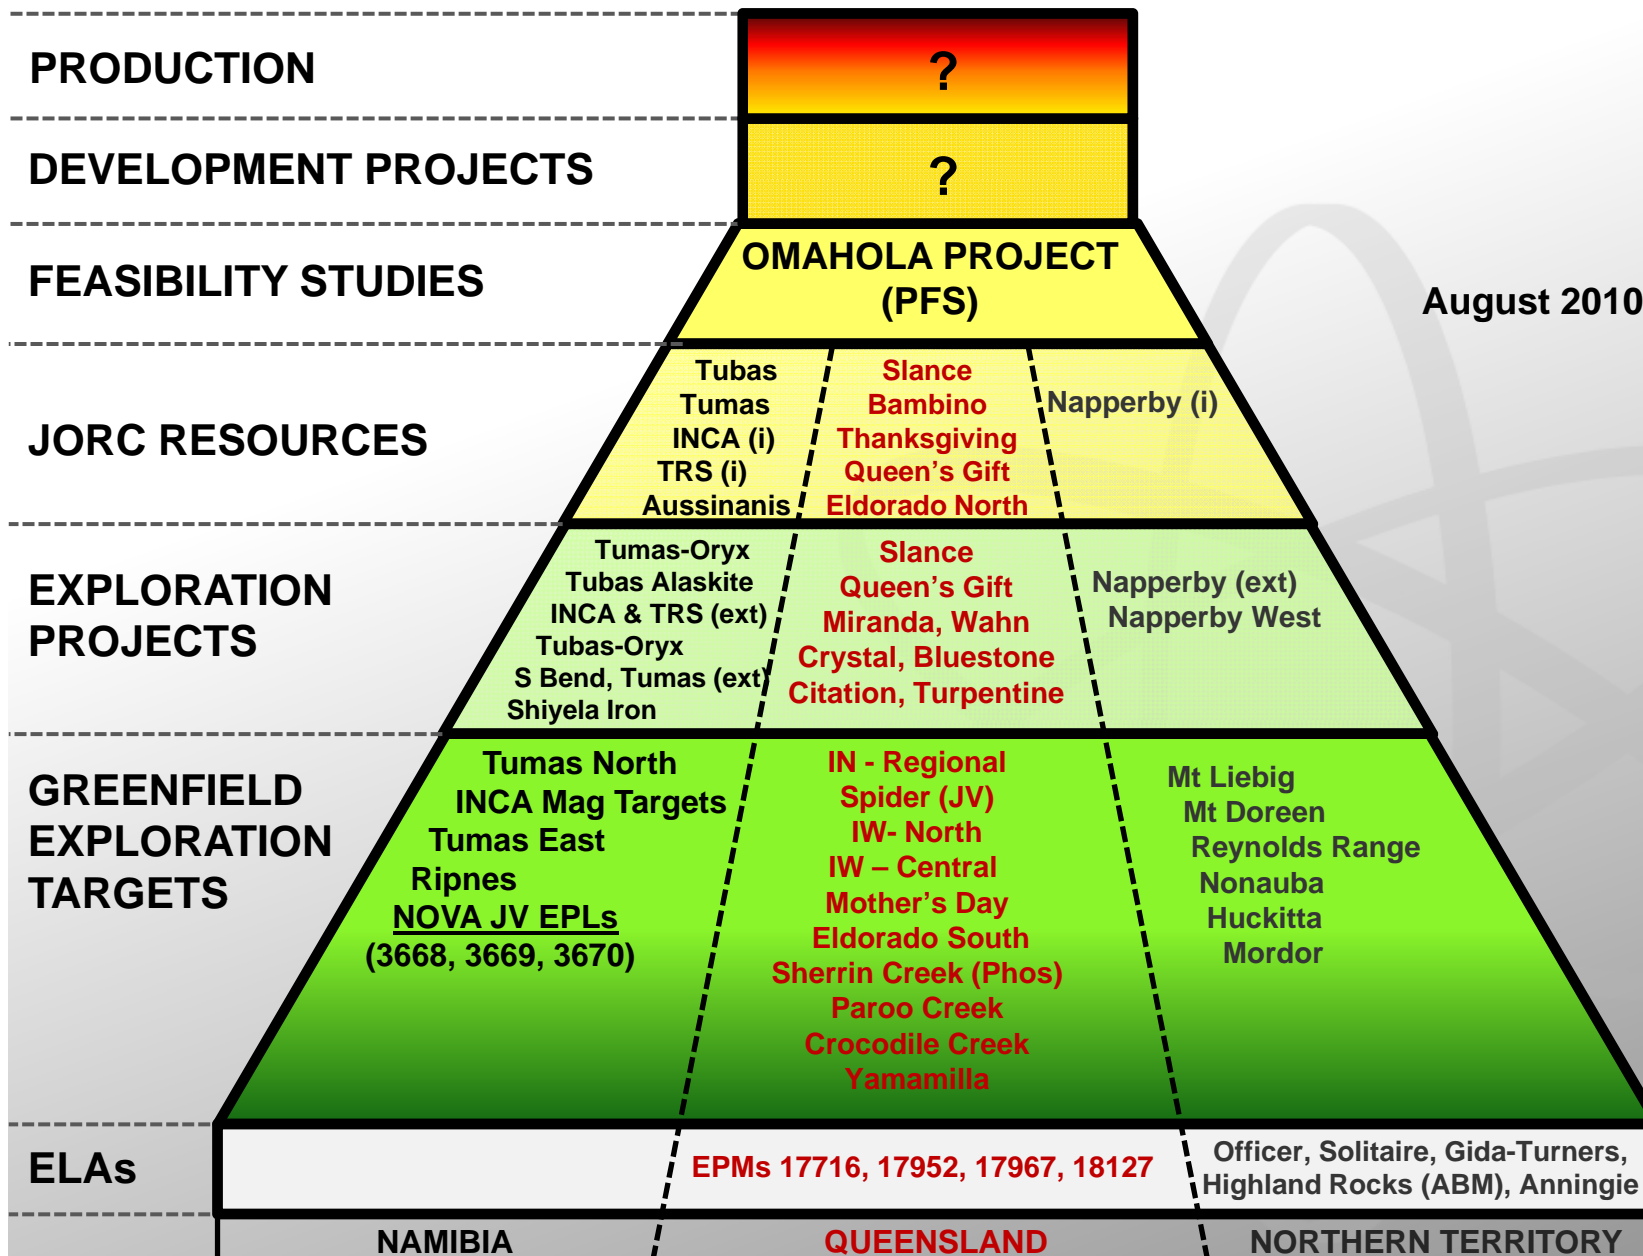 PRODUCTION
?
DEVELOPMENT PROJECTS
?
FEASIBILITY STUDIES
OMAHOLA PROJECT
(PFS)
August 2010
JORC RESOURCES
Tubas
Tumas
INCA (i)
TRS (i)
Aussinanis
Slance
Bambino
Thanksgiving
Queen's Gift
Eldorado North
Napperby (i)
EXPLORATION
PROJECTS
Tumas-Oryx
Tubas Alaskite
INCA & TRS (ext)
Tubas-Oryx
S Bend, Tumas (ext)
Shiyela Iron
Slance
Queen's Gift
Miranda, Wahn
Crystal, Bluestone
Citation, Turpentine
Napperby (ext)
Napperby West
GREENFIELD
EXPLORATION
TARGETS
Tumas North
INCA Mag Targets
Tumas East
Ripnes
NOVA JV EPLs
(3668, 3669, 3670)
IN - Regional
Spider (JV)
IW- North
IW – Central
Mother's Day
Eldorado South
Sherrin Creek (Phos)
Paroo Creek
Crocodile Creek
Yamamilla
Mt Liebig
Mt Doreen
Reynolds Range
Nonauba
Huckitta
Mordor
ELAs
EPMs 17716, 17952, 17967, 18127
Officer, Solitaire, Gida-Turners,
Highland Rocks (ABM), Anningie
NAMIBIA
QUEENSLAND
NORTHERN TERRITORY